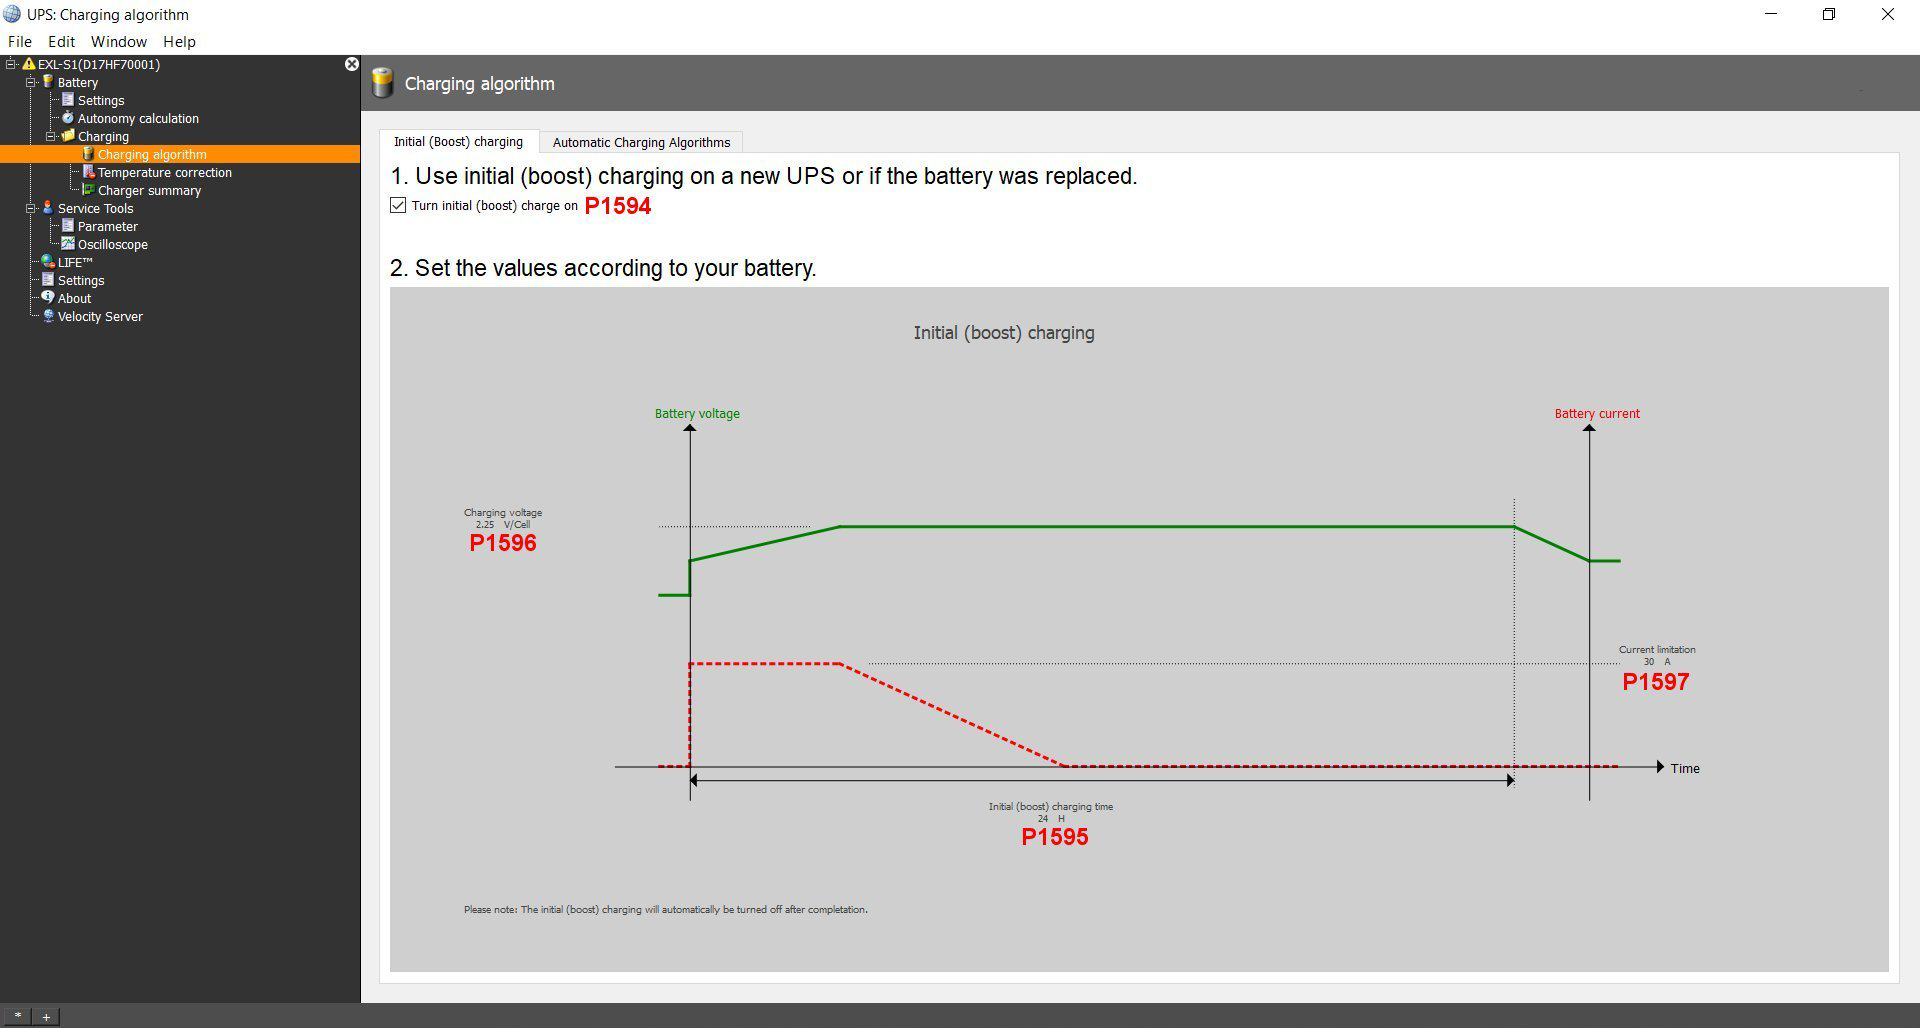 UPS: Charging algorithm
File Edit Window Help
EXL-S1(D17HF70001)
Battery
Settings
Autonomy calculation
Charging
Charging algorithm
Temperature correction
Charger summary
Service Tools
Parameter
Oscilloscope
LIFE™
Settings
About
Velocity Server
* +
Charging algorithm
Initial (Boost) charging Automatic Charging Algorithms
1. Use initial (boost) charging on a new UPS or if the battery was replaced.
Turn initial (boost) charge on P1594
2. Set the values according to your battery.
Initial (boost) charging
Battery voltage
Battery current
Charging voltage
2.25 V/Cell
P1596
Current limitation
30 A
P1597
Time
Initial (boost) charging time
24 H
P1595
Please note: The initial (boost) charging will automatically be turned off after completion.